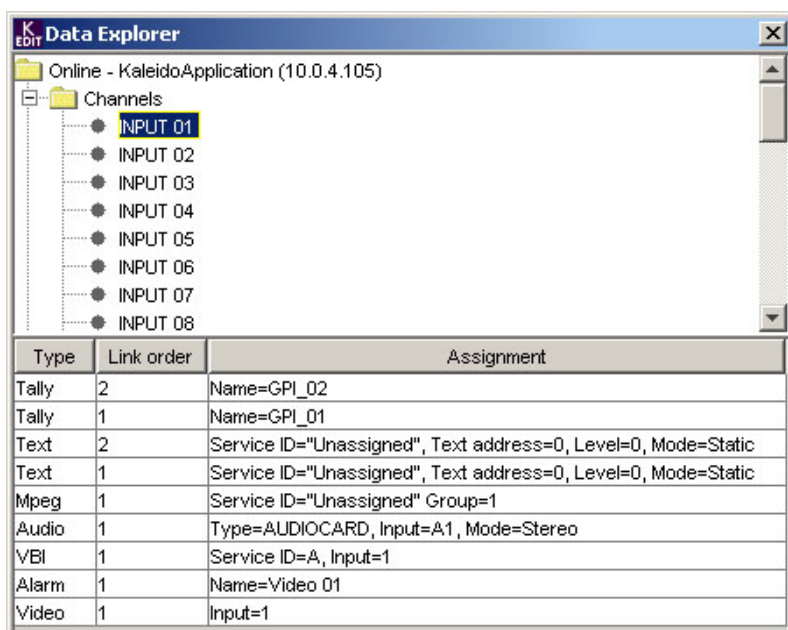 K EDIT Data Explorer
Online - KaleidoApplication (10.0.4.105)
Channels
INPUT 01
INPUT 02
INPUT 03
INPUT 04
INPUT 05
INPUT 06
INPUT 07
INPUT 08
Type Link order Assignment
Tally 2 Name=GPI_02
Tally 1 Name=GPI_01
Text 2 Service ID="Unassigned", Text address=0, Level=0, Mode=Static
Text 1 Service ID="Unassigned", Text address=0, Level=0, Mode=Static
Mpeg 1 Service ID="Unassigned" Group=1
Audio 1 Type=AUDIOCARD, Input=A1, Mode=Stereo
VBI 1 Service ID=A, Input=1
Alarm 1 Name=Video 01
Video 1 Input=1